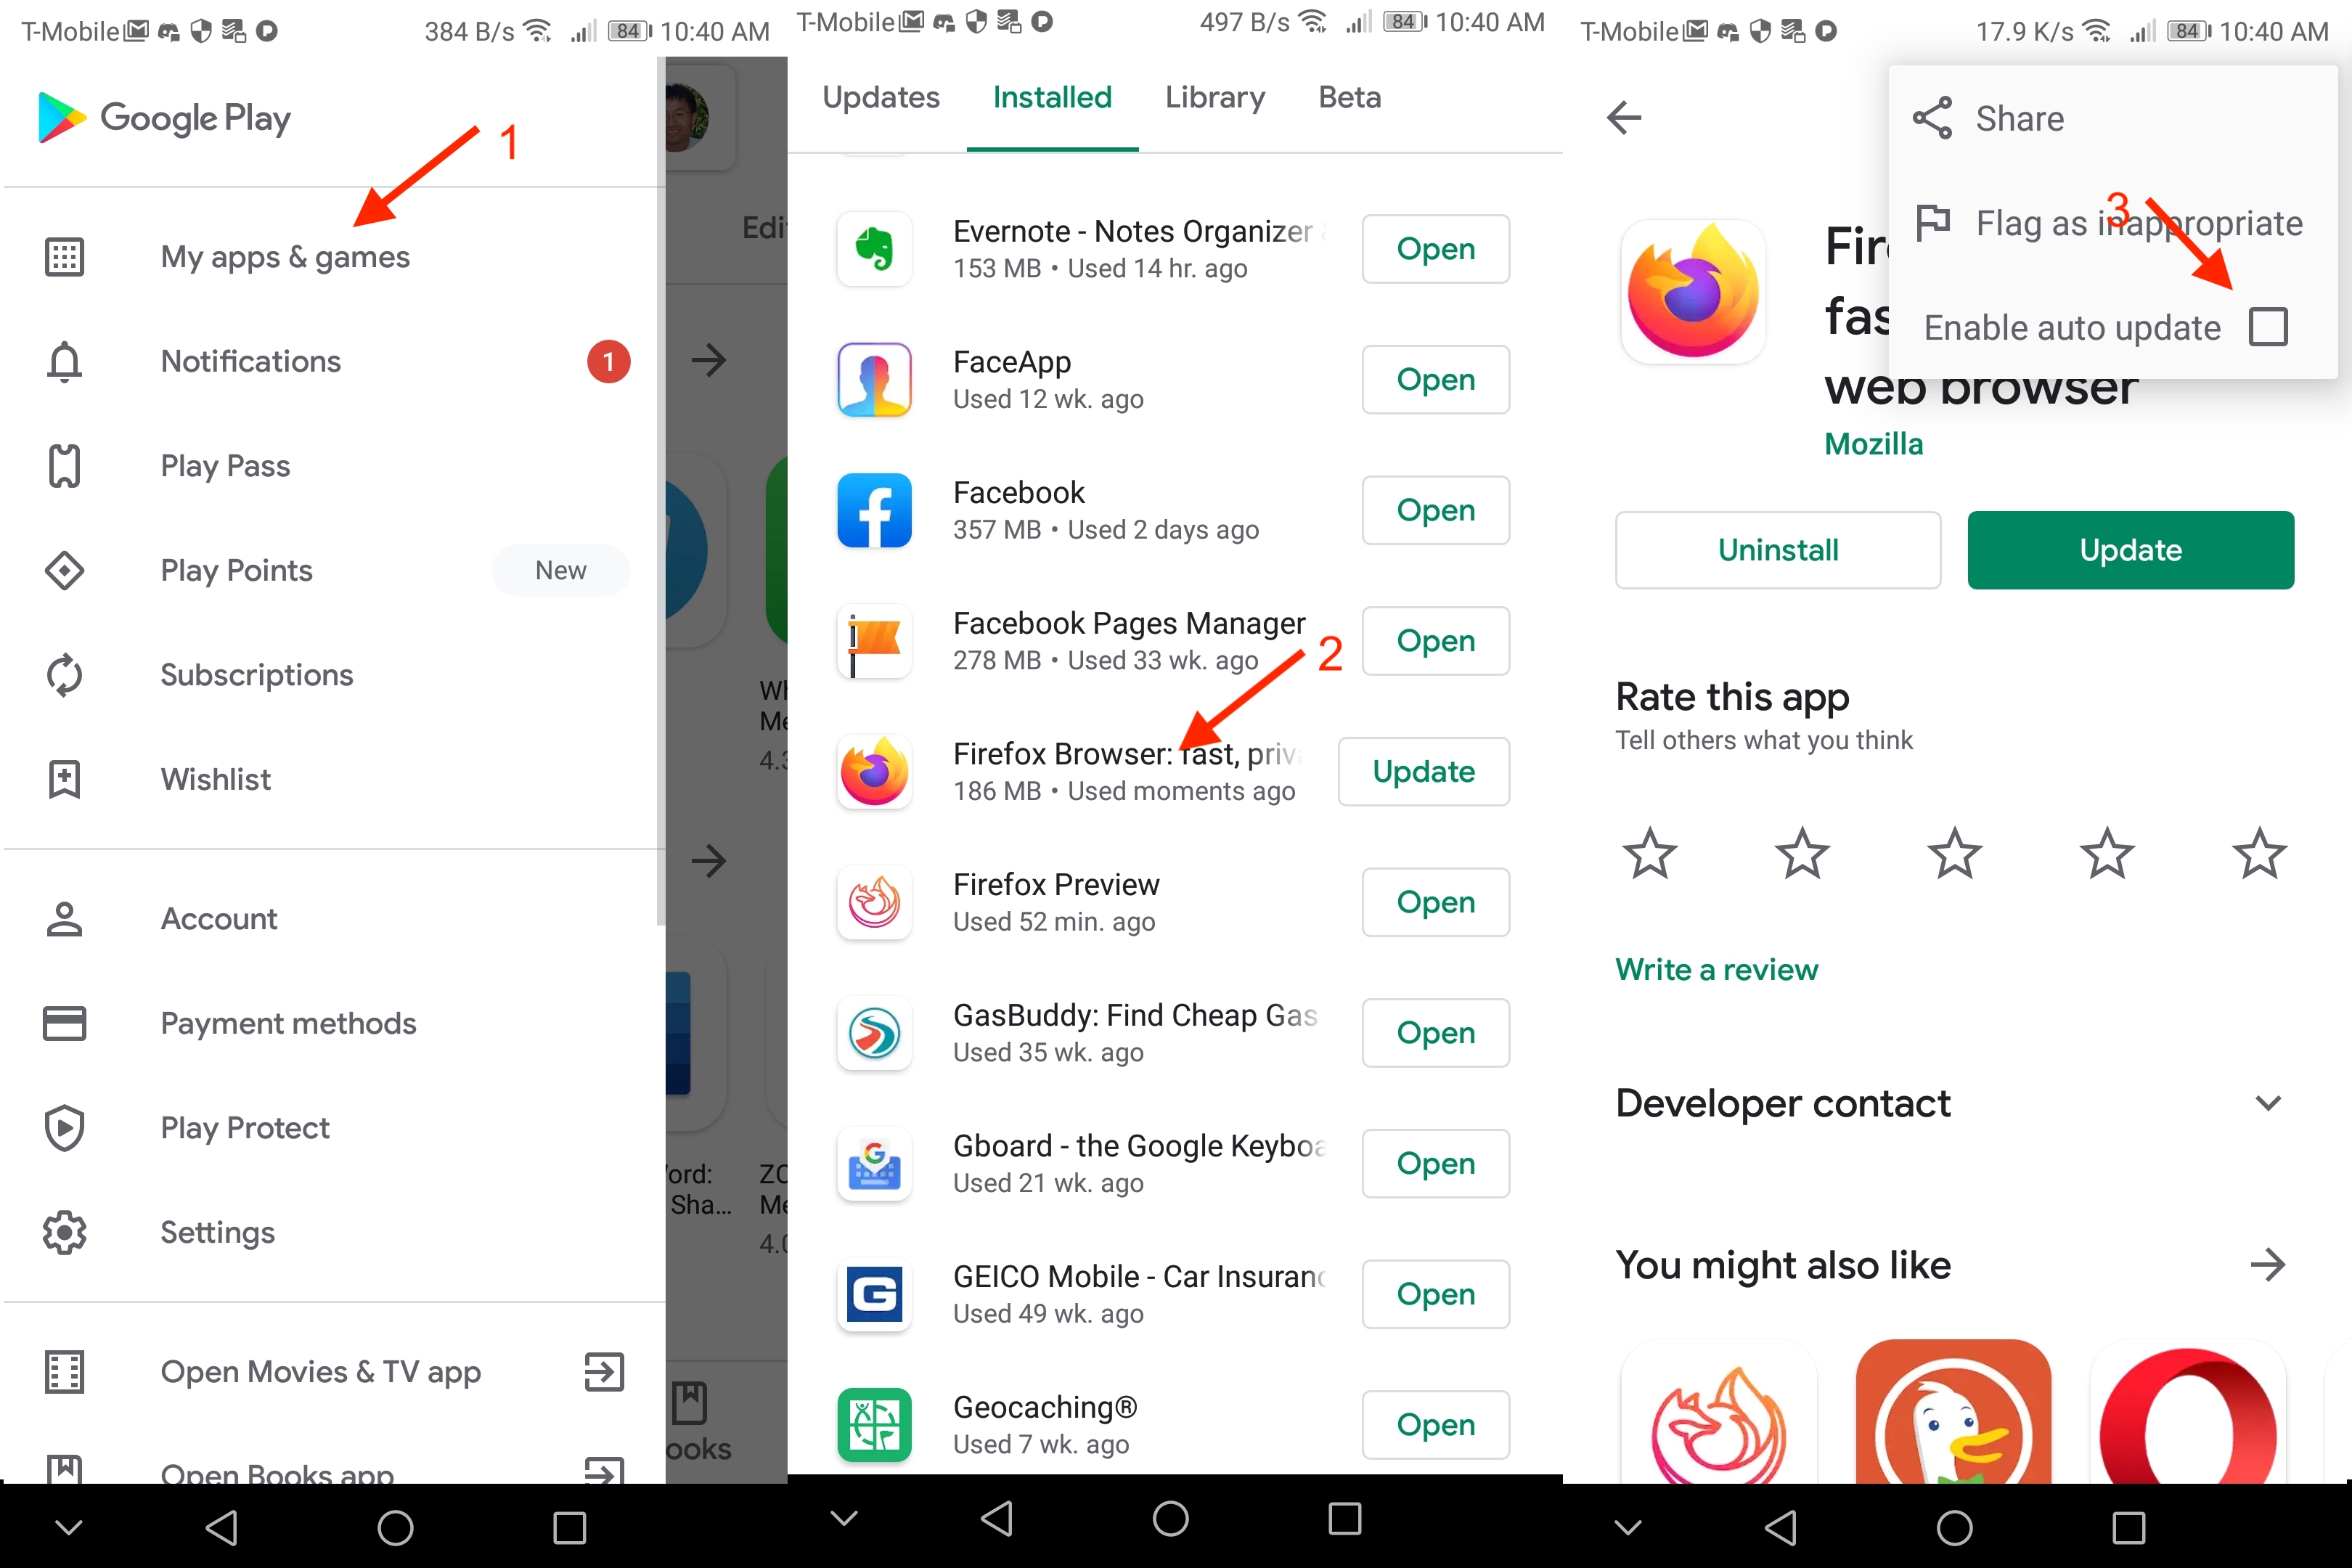 T-Mobile 384 B/s 84 10:40 AM
Google Play
1
My apps & games
Notifications 1
Play Pass
Play Points New
Subscriptions
Wishlist
Account
Payment methods
Play Protect
Settings
Open Movies & TV app
Open Books app
Edi
Wh
Me
4.3
ord:
Sha...
ZO
Me
4.0
ooks
T-Mobile 497 B/s 84 10:40 AM
Updates Installed Library Beta
Evernote - Notes Organizer
153 MB • Used 14 hr. ago
Open
FaceApp
Used 12 wk. ago
Open
Facebook
357 MB • Used 2 days ago
Open
Facebook Pages Manager
278 MB • Used 33 wk. ago
Open
2
Firefox Browser: fast, priv
186 MB • Used moments ago
Update
Firefox Preview
Used 52 min. ago
Open
GasBuddy: Find Cheap Gas
Used 35 wk. ago
Open
Gboard - the Google Keyboa
Used 21 wk. ago
Open
GEICO Mobile - Car Insuranc
Used 49 wk. ago
Open
Geocaching®
Used 7 wk. ago
Open
T-Mobile 17.9 K/s 84 10:40 AM
Share
3
Flag as inappropriate
Enable auto update
Fir
fas
web browser
Mozilla
Uninstall Update
Rate this app
Tell others what you think
Write a review
Developer contact
You might also like